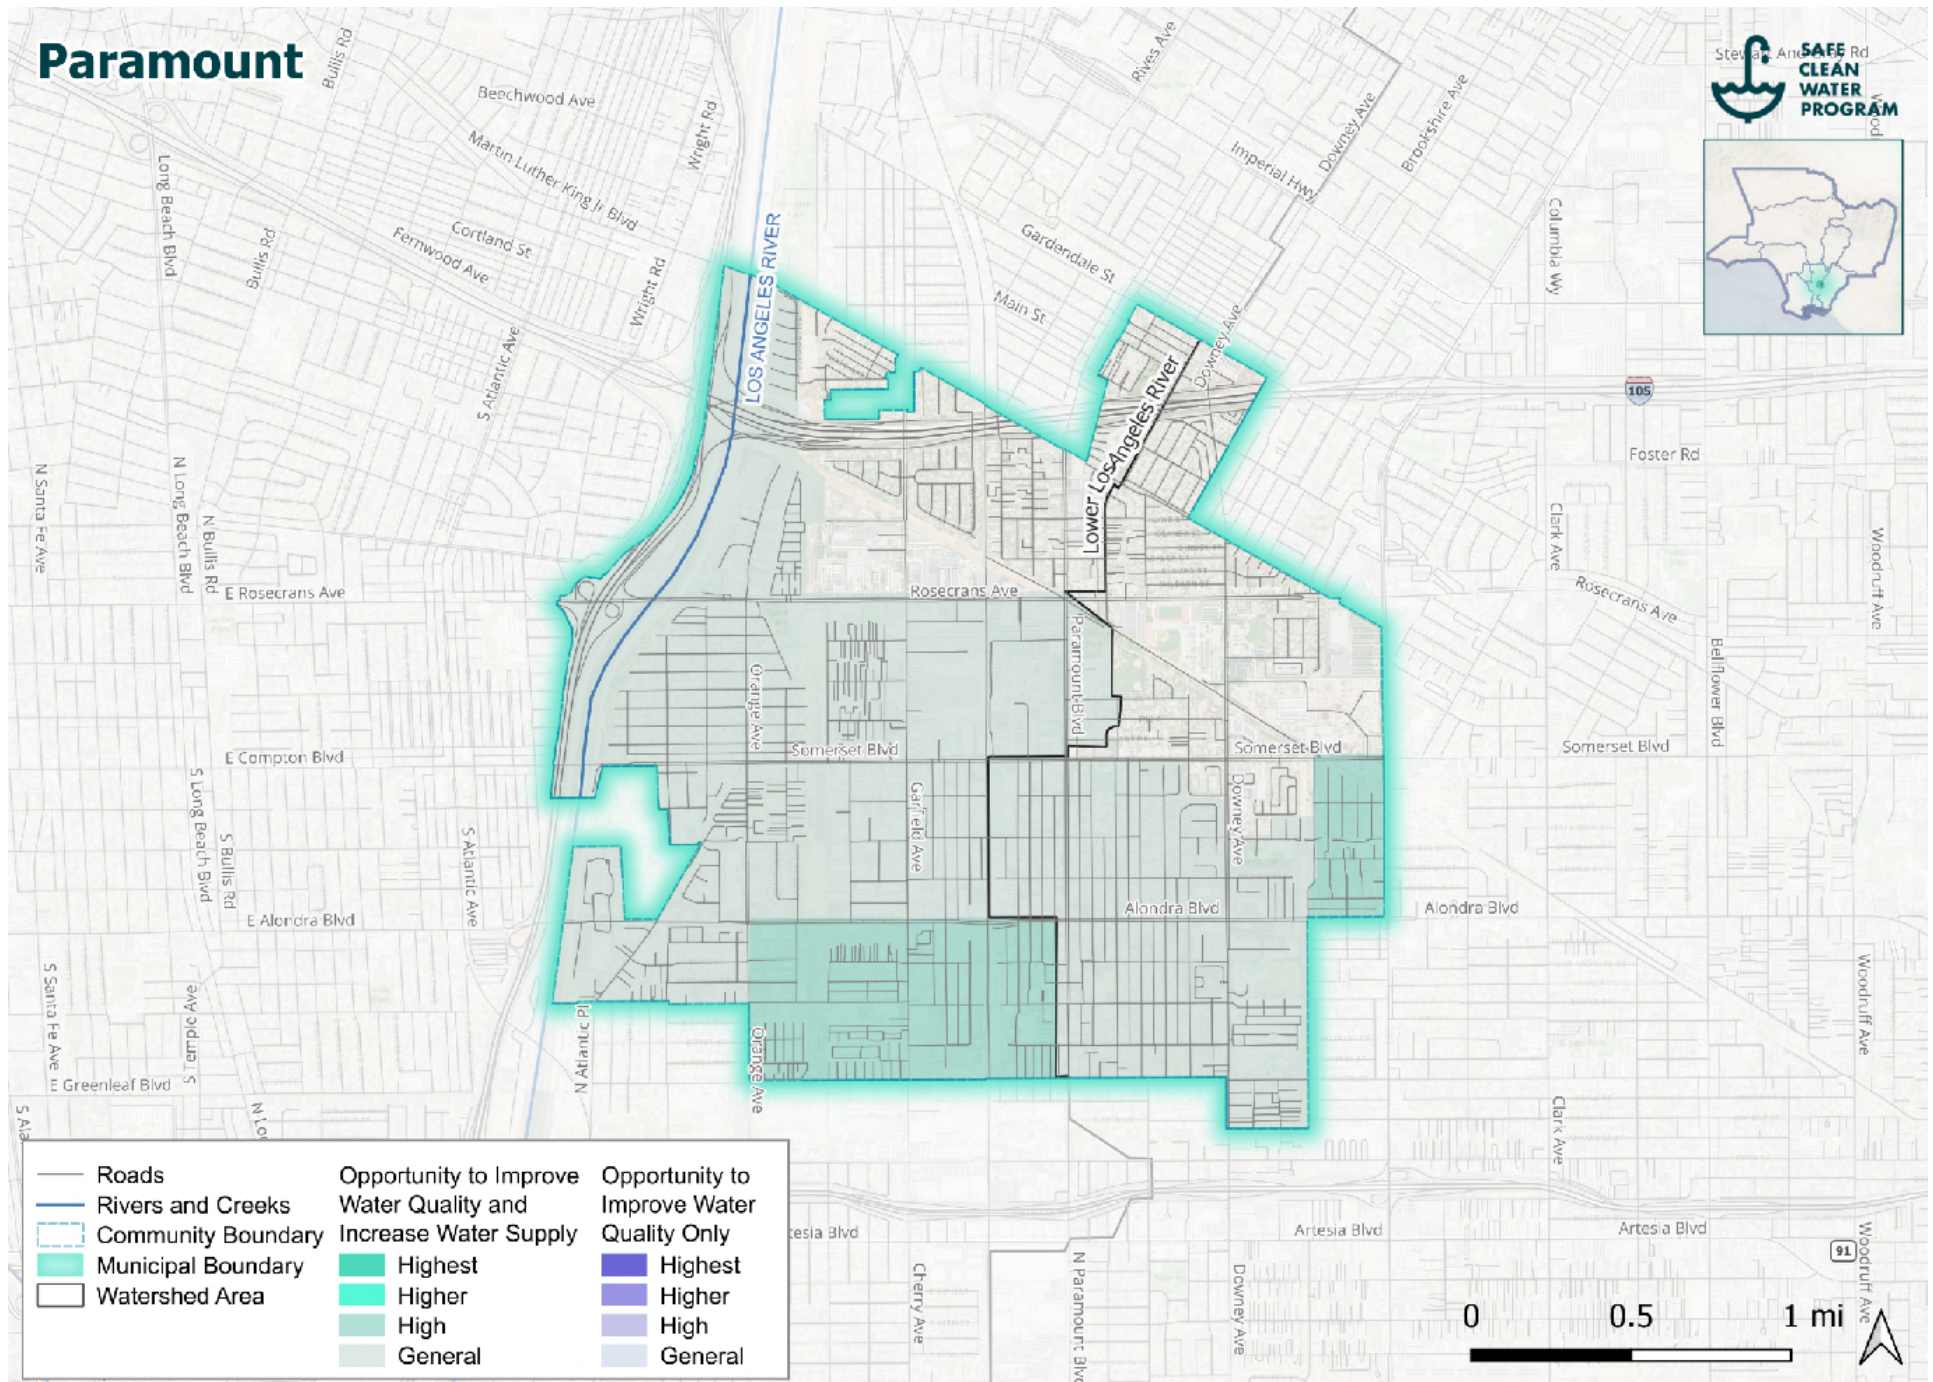 Paramount
SAFE
CLEAN
WATER
PROGRAM
Bullis Rd
Beechwood Ave
Martin Luther King Jr Blvd
Wright Rd
Rives Ave
Downey Ave
Brookshire Ave
Imperial Hwy
Long Beach Blvd
Bullis Rd
Cortland St
Fernwood Ave
Wright Rd
S Atlantic Ave
LOS ANGELES RIVER
Gardendale St
Main St
Downey Ave
Columbia Wy
105
Lower Los Angeles River
Foster Rd
N Santa Fe Ave
N Long Beach Blvd
N Bullis Rd
Clark Ave
Woodruff Ave
E Rosecrans Ave
Rosecrans Ave
Rosecrans Ave
Orange Ave
Paramount Blvd
Bellflower Blvd
E Compton Blvd
Somerset Blvd
Somerset Blvd
Somerset Blvd
S Long Beach Blvd
S Bullis Rd
S Atlantic Ave
Garfield Ave
Downey Ave
E Alondra Blvd
Alondra Blvd
Alondra Blvd
S Santa Fe Ave
S Temple Ave
N Atlantic Pl
Orange Ave
Woodruff Ave
E Greenleaf Blvd
Clark Ave
Artesia Blvd
Artesia Blvd
91
Woodruff Ave
Cherry Ave
N Paramount Blvd
Downey Ave
Roads
Rivers and Creeks
Community Boundary
Municipal Boundary
Watershed Area
Opportunity to Improve
Water Quality and
Increase Water Supply
Highest
Higher
High
General
Opportunity to
Improve Water
Quality Only
Highest
Higher
High
General
0 0.5 1 mi